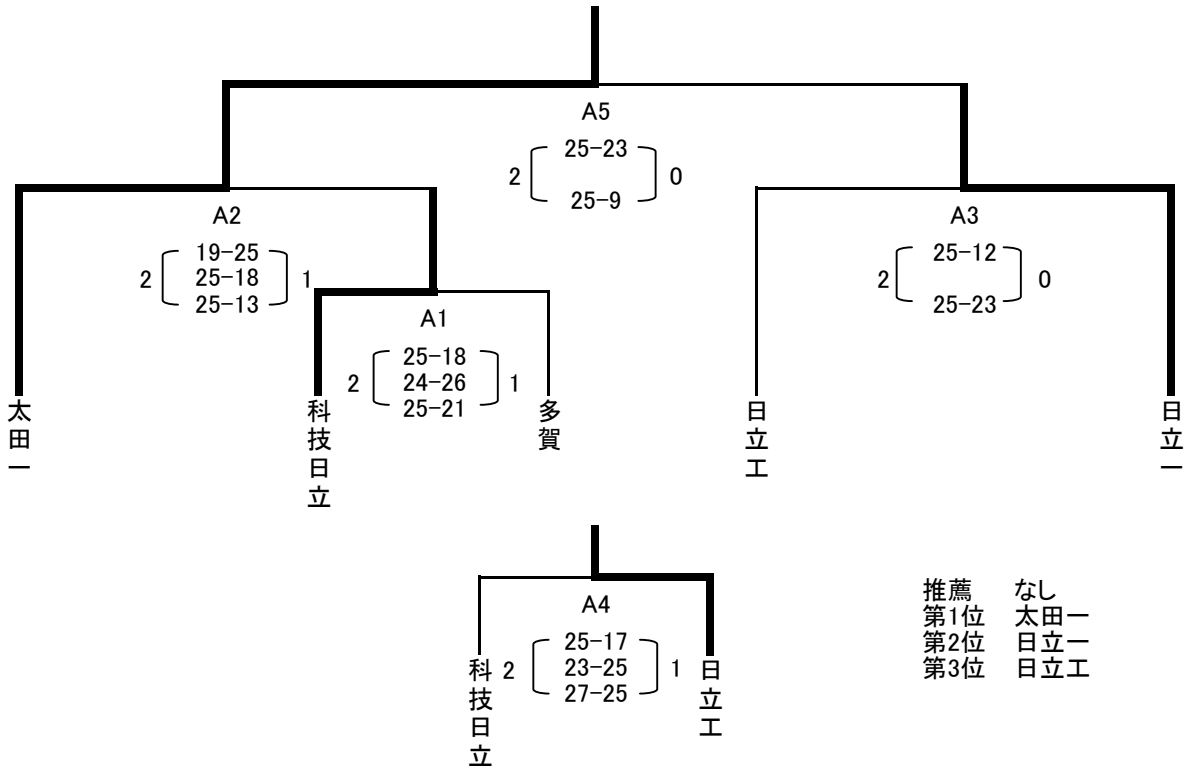 A5
25-23
2 0
25-9
A2
19-25
2 25-18 1
25-13
A3
25-12
2 0
25-23
A1
25-18
2 24-26 1
25-21
太田一
科技日立
多賀
日立工
日立一
A4
25-17
2 23-25 1
27-25
科技日立
日立工
推薦 なし
第1位 太田一
第2位 日立一
第3位 日立工